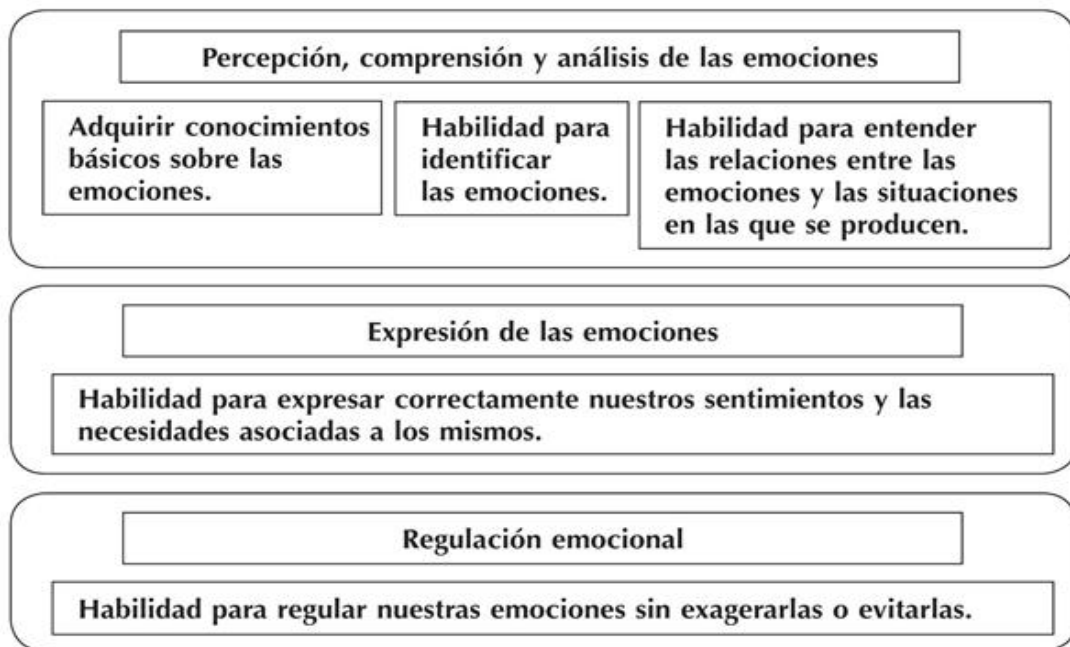 Percepción, comprensión y análisis de las emociones
Adquirir conocimientos
básicos sobre las
emociones.
Habilidad para
identificar
las emociones.
Habilidad para entender
las relaciones entre las
emociones y las situaciones
en las que se producen.
Expresión de las emociones
Habilidad para expresar correctamente nuestros sentimientos y las
necesidades asociadas a los mismos.
Regulación emocional
Habilidad para regular nuestras emociones sin exagerarlas o evitarlas.